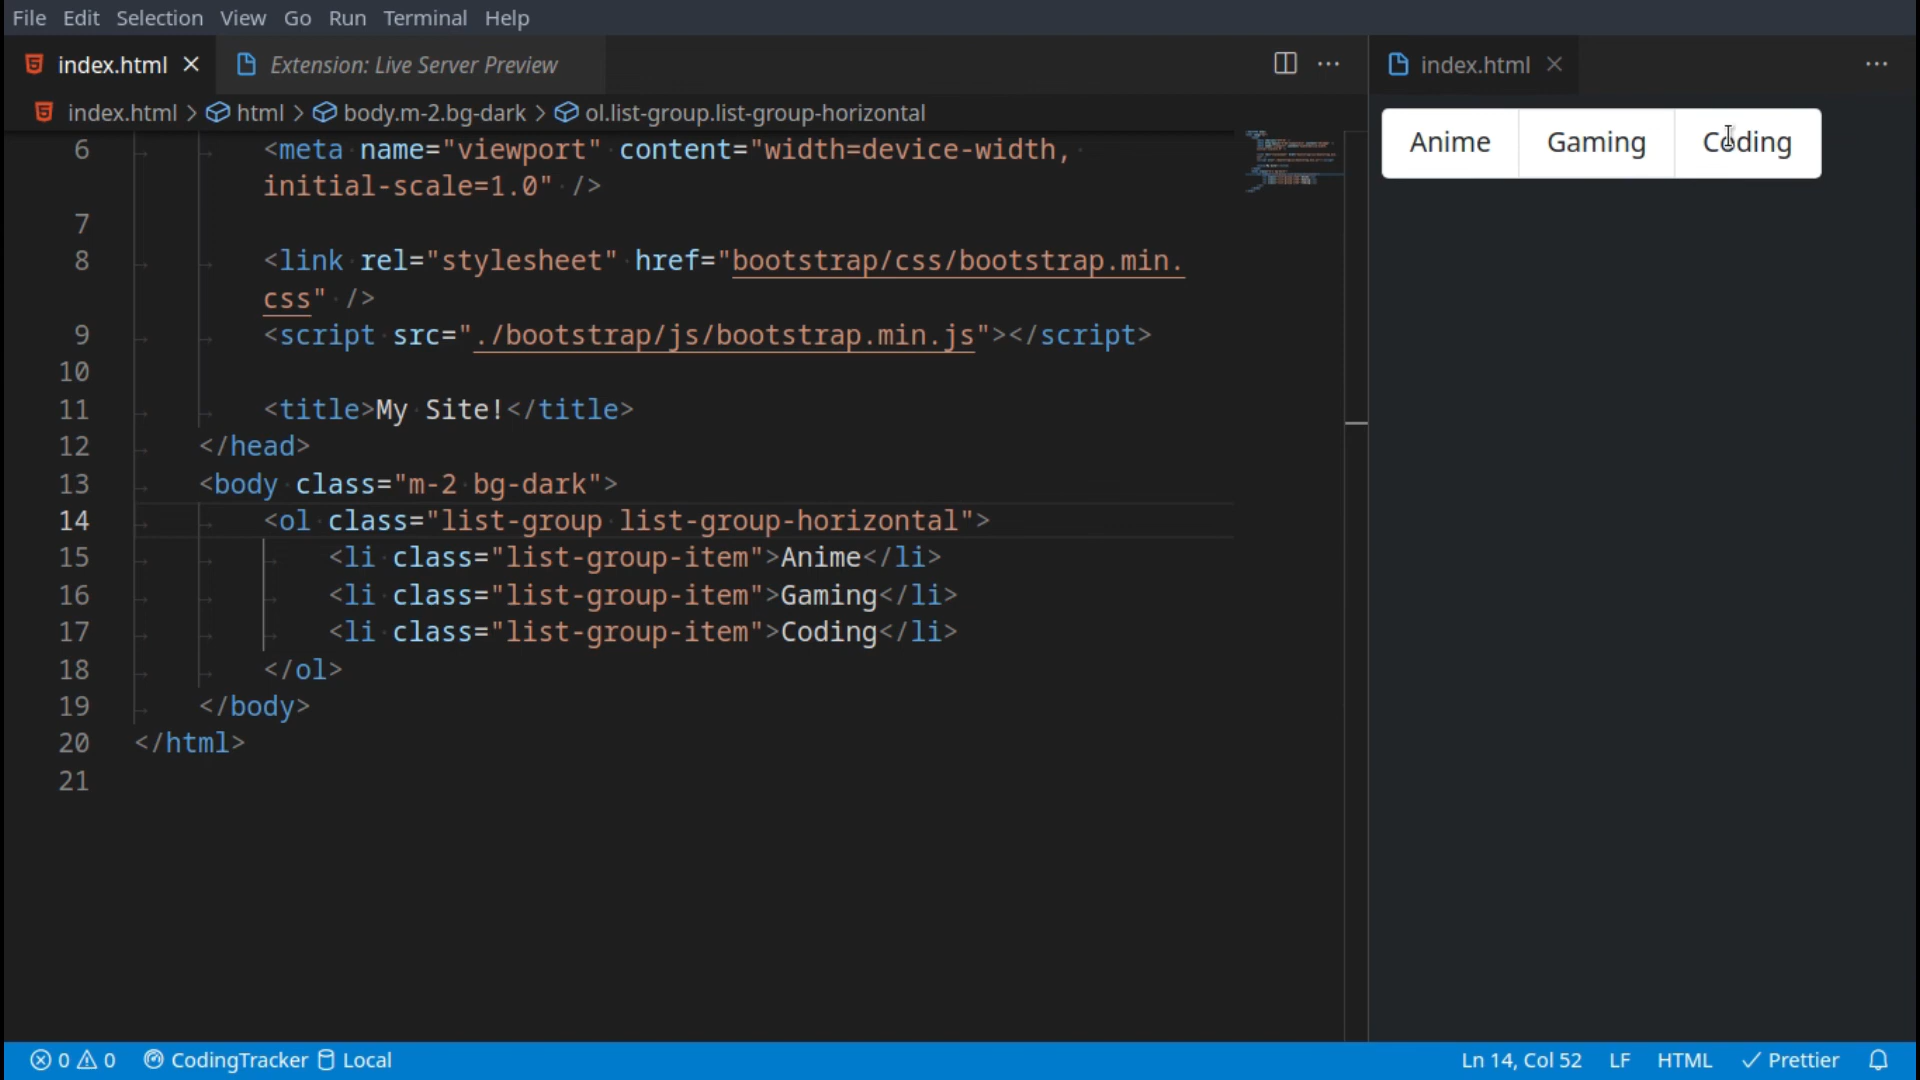 File Edit Selection View Go Run Terminal Help
index.html Extension: Live Server Preview
index.html > html > body.m-2.bg-dark > ol.list-group.list-group-horizontal
6 <meta name="viewport" content="width=device-width,
initial-scale=1.0" />
7
8 <link rel="stylesheet" href="bootstrap/css/bootstrap.min.
css" />
9 <script src="./bootstrap/js/bootstrap.min.js"></script>
10
11 <title>My Site!</title>
12 </head>
13 <body class="m-2 bg-dark">
14 <ol class="list-group list-group-horizontal">
15 <li class="list-group-item">Anime</li>
16 <li class="list-group-item">Gaming</li>
17 <li class="list-group-item">Coding</li>
18 </ol>
19 </body>
20 </html>
21
index.html
Anime Gaming Coding
0 0 CodingTracker Local Ln 14, Col 52 LF HTML Prettier